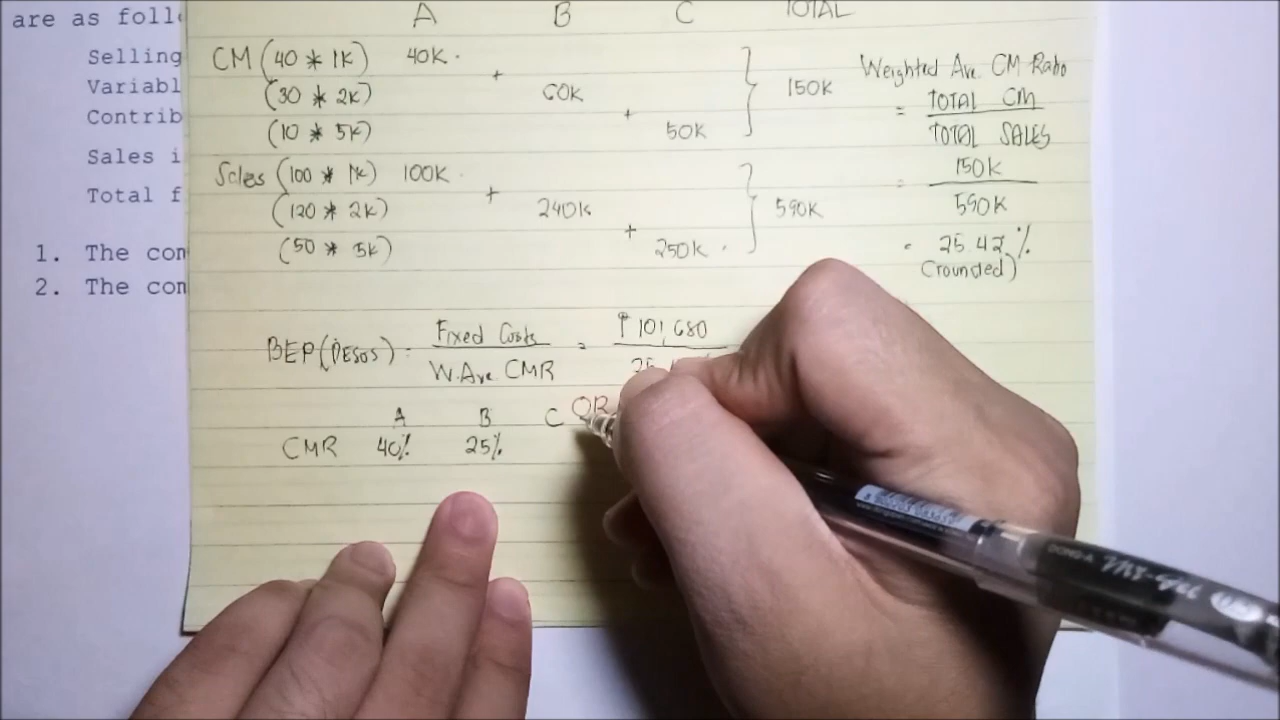 are as foll
A B C TOTAL
Selling
CM (40 * 1K) 40K.
Variabl
(30 * 2K) + 60K
Contrib
(10 * 5K) + 50K 150K
Weighted Ave. CM Ratio
= TOTAL CM
TOTAL SALES
Sales i
Sales (100 * 1K) 100K.
Total f
(120 * 2K) + 240K
1. The con
(50 * 5K) + 250K. 590K
2. The con
= 150K
590K
= 25.42%
(rounded)
BEP (PESOS) = Fixed Costs = ₱101,680
W.Ave. CMR
A B C OR
CMR 40% 25%